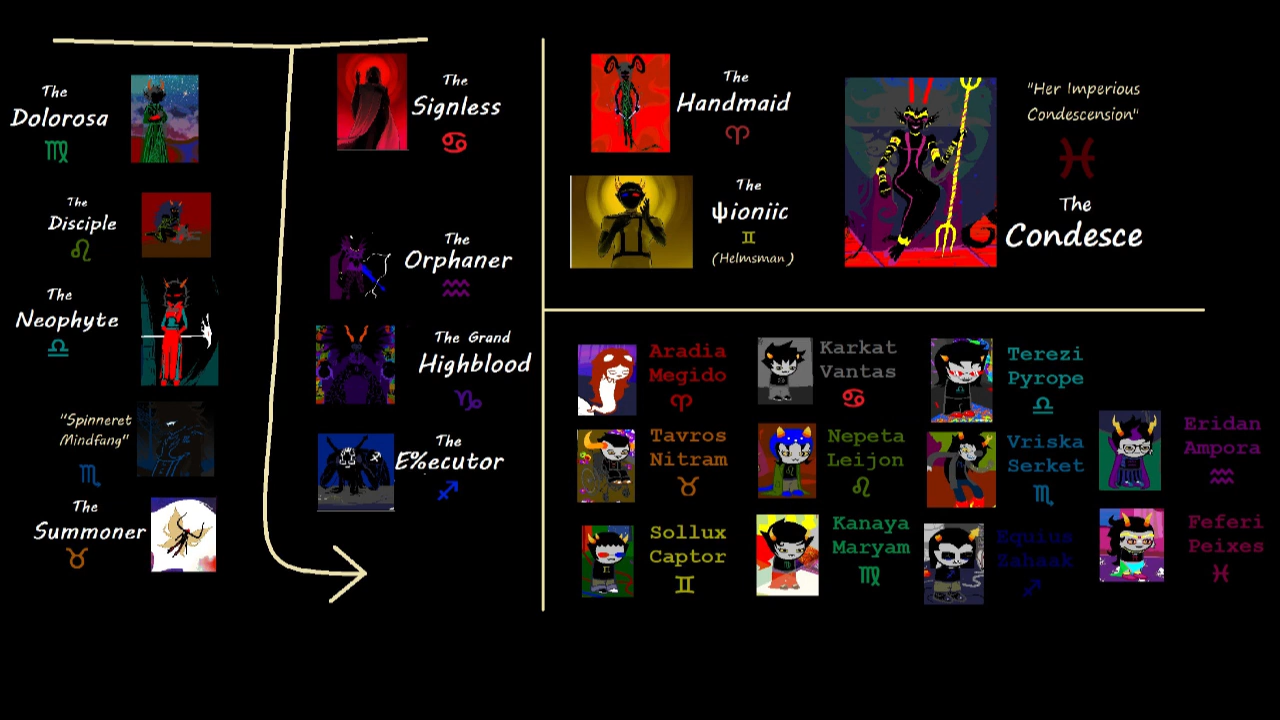 The
Dolorosa
♍
The
Disciple
♌
The
Neophyte
♎
"Spinneret
Mindfang"
♏
The
Summoner
♉
The
Signless
♋
The
Orphaner
♒
The Grand
Highblood
♑
The
E%ecutor
♐
The
Handmaid
♈
The
ψioniic
♊
(Helmsman)
"Her Imperious
Condescension"
♓
The
Condesce
Aradia
Megido
♈
Tavros
Nitram
♉
Sollux
Captor
♊
Karkat
Vantas
♋
Nepeta
Leijon
♌
Kanaya
Maryam
♍
Terezi
Pyrope
♎
Vriska
Serket
♏
Equius
Zahaak
♐
Eridan
Ampora
♒
Feferi
Peixes
♓